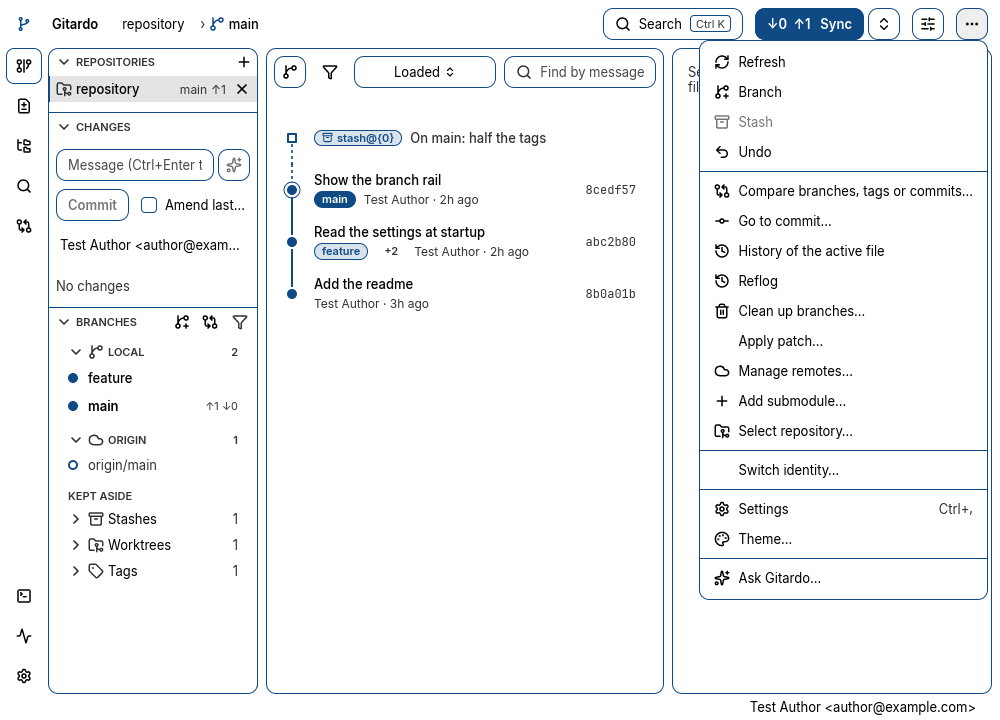 Gitardo repository › main
Search Ctrl K
↓0 ↑1 Sync
REPOSITORIES
repository main ↑1
CHANGES
Message (Ctrl+Enter t
Commit
Amend last...
Test Author <author@exam...
No changes
BRANCHES
LOCAL 2
feature
main ↑1 ↓0
ORIGIN 1
origin/main
KEPT ASIDE
Stashes 1
Worktrees 1
Tags 1
Loaded
Find by message
stash@{0} On main: half the tags
Show the branch rail
main Test Author · 2h ago 8cedf57
Read the settings at startup
feature +2 Test Author · 2h ago abc2b80
Add the readme
Test Author · 3h ago 8b0a01b
Refresh
Branch
Stash
Undo
Compare branches, tags or commits...
Go to commit...
History of the active file
Reflog
Clean up branches...
Apply patch...
Manage remotes...
Add submodule...
Select repository...
Switch identity...
Settings Ctrl+,
Theme...
Ask Gitardo...
Test Author <author@example.com>